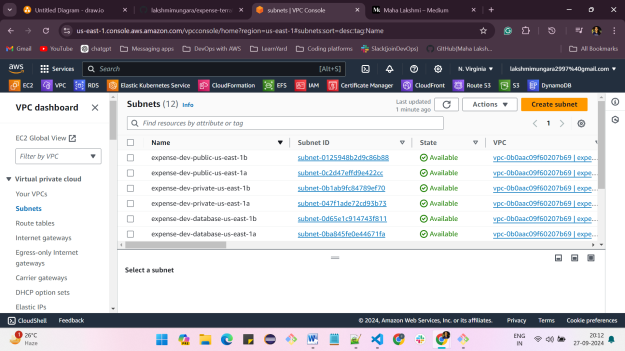 Untitled Diagram - draw.io
lakshmimungara/expense-terra
subnets | VPC Console
Maha Lakshmi – Medium
us-east-1.console.aws.amazon.com/vpcconsole/home?region=us-east-1#subnets:sort=desc:tag:Name
Gmail
YouTube
chatgpt
Messaging apps
DevOps with AWS
LearnYard
Coding platforms
Slack(joinDevOps)
GitHub(Maha Laksh...
All Bookmarks
aws
Services
Search
[Alt+S]
N. Virginia
lakshmimungara2997%40gmail.com
EC2
VPC
RDS
Elastic Kubernetes Service
CloudFormation
EFS
IAM
Certificate Manager
CloudFront
Route 53
S3
DynamoDB
VPC dashboard
EC2 Global View
Filter by VPC
Virtual private cloud
Your VPCs
Subnets
Route tables
Internet gateways
Egress-only internet
gateways
Carrier gateways
DHCP option sets
Elastic IPs
Subnets (12) Info
Last updated
1 minute ago
Actions
Create subnet
Find resources by attribute or tag
1
Name Subnet ID State VPC
expense-dev-public-us-east-1b subnet-0125948b2d9c86b88 Available vpc-0b0aac09f60207b69 | expe...
expense-dev-public-us-east-1a subnet-0c2d47effd9e422cc Available vpc-0b0aac09f60207b69 | expe...
expense-dev-private-us-east-1b subnet-0b1ab9fc84789ef70 Available vpc-0b0aac09f60207b69 | expe...
expense-dev-private-us-east-1a subnet-047f1ade72cd93b73 Available vpc-0b0aac09f60207b69 | expe...
expense-dev-database-us-east-1b subnet-0d65e1c914743f811 Available vpc-0b0aac09f60207b69 | expe...
expense-dev-database-us-east-1a subnet-0ba845fe0e44671fa Available vpc-0b0aac09f60207b69 | expe...
Select a subnet
CloudShell
Feedback
© 2024, Amazon Web Services, Inc. or its affiliates.
Privacy
Terms
Cookie preferences
26°C
Haze
ENG
IN
20:12
27-09-2024